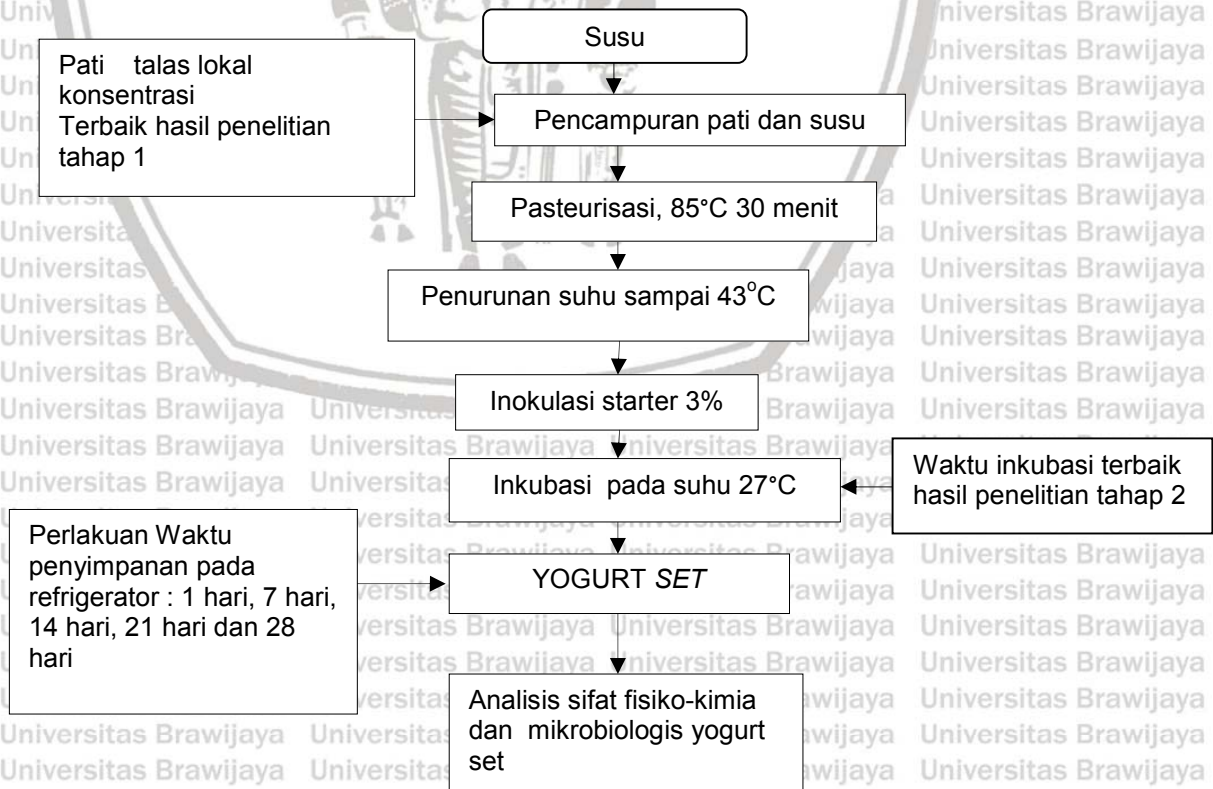 Susu
Pati talas lokal
konsentrasi
Terbaik hasil penelitian
tahap 1
Pencampuran pati dan susu
Pasteurisasi, 85°C 30 menit
Penurunan suhu sampai 43°C
Inokulasi starter 3%
Inkubasi pada suhu 27°C
Waktu inkubasi terbaik
hasil penelitian tahap 2
Perlakuan Waktu
penyimpanan pada
refrigerator : 1 hari, 7 hari,
14 hari, 21 hari dan 28
hari
YOGURT SET
Analisis sifat fisiko-kimia
dan mikrobiologis yogurt
set
Universitas Brawijaya